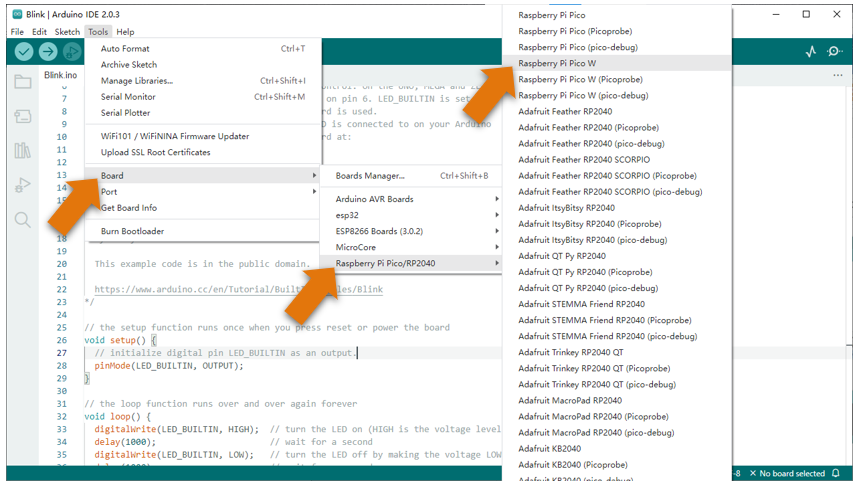 Blink | Arduino IDE 2.0.3
File Edit Sketch Tools Help
Blink.ino
Auto Format Ctrl+T
Archive Sketch
Manage Libraries... Ctrl+Shift+I
Serial Monitor Ctrl+Shift+M
Serial Plotter
WiFi101 / WiFiNINA Firmware Updater
Upload SSL Root Certificates
Board
Port
Get Board Info
Burn Bootloader
Boards Manager... Ctrl+Shift+B
Arduino AVR Boards
esp32
ESP8266 Boards (3.0.2)
MicroCore
Raspberry Pi Pico/RP2040
Raspberry Pi Pico
Raspberry Pi Pico (Picoprobe)
Raspberry Pi Pico (pico-debug)
Raspberry Pi Pico W
Raspberry Pi Pico W (Picoprobe)
Raspberry Pi Pico W (pico-debug)
Adafruit Feather RP2040
Adafruit Feather RP2040 (Picoprobe)
Adafruit Feather RP2040 (pico-debug)
Adafruit Feather RP2040 SCORPIO
Adafruit Feather RP2040 SCORPIO (Picoprobe)
Adafruit Feather RP2040 SCORPIO (pico-debug)
Adafruit ItsyBitsy RP2040
Adafruit ItsyBitsy RP2040 (Picoprobe)
Adafruit ItsyBitsy RP2040 (pico-debug)
Adafruit QT Py RP2040
Adafruit QT Py RP2040 (Picoprobe)
Adafruit QT Py RP2040 (pico-debug)
Adafruit STEMMA Friend RP2040
Adafruit STEMMA Friend RP2040 (Picoprobe)
Adafruit STEMMA Friend RP2040 (pico-debug)
Adafruit Trinkey RP2040 QT
Adafruit Trinkey RP2040 QT (Picoprobe)
Adafruit Trinkey RP2040 QT (pico-debug)
Adafruit MacroPad RP2040
Adafruit MacroPad RP2040 (Picoprobe)
Adafruit MacroPad RP2040 (pico-debug)
Adafruit KB2040
Adafruit KB2040 (Picoprobe)
Adafruit KB2040 (pico-debug)
7 on pin 6. LED_BUILTIN is set
8 rd is used.
9 D is connected to on your Arduino
10 rd at:
11
12
13
14
18
19
20 This example code is in the public domain.
21
22 https://www.arduino.cc/en/Tutorial/Built les/Blink
23 */
24
25 // the setup function runs once when you press reset or power the board
26 void setup() {
27 // initialize digital pin LED_BUILTIN as an output.
28 pinMode(LED_BUILTIN, OUTPUT);
29 }
30
31 // the loop function runs over and over again forever
32 void loop() {
33 digitalWrite(LED_BUILTIN, HIGH); // turn the LED on (HIGH is the voltage level
34 delay(1000); // wait for a second
35 digitalWrite(LED_BUILTIN, LOW); // turn the LED off by making the voltage LOW
-8 No board selected